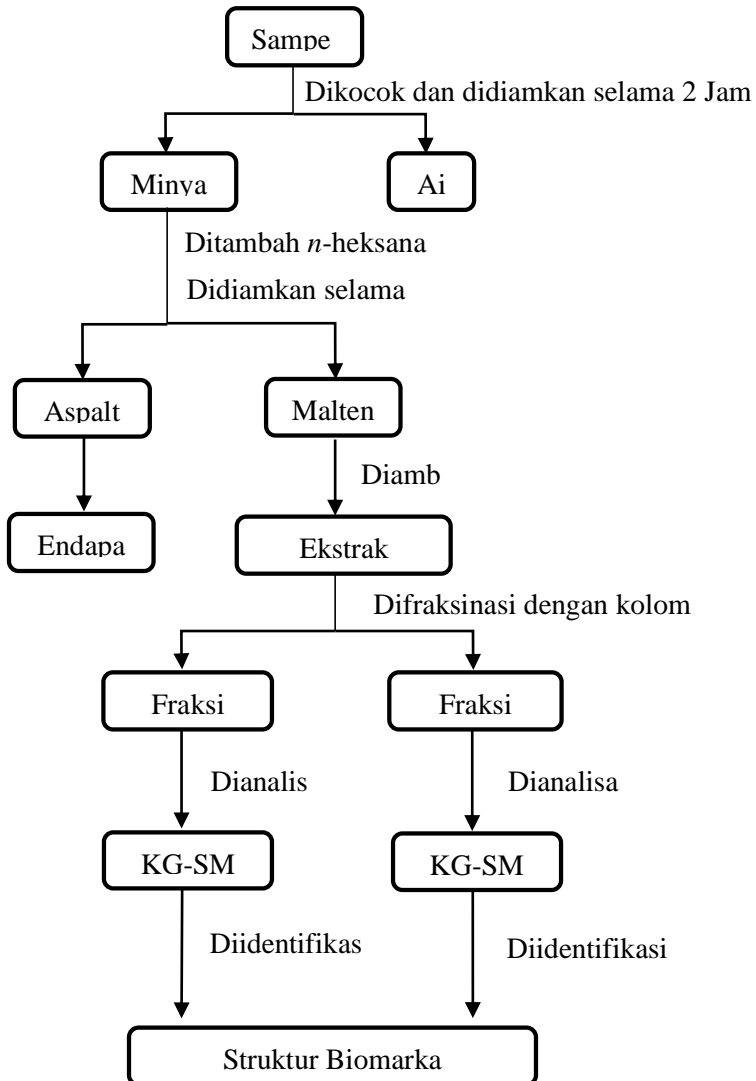 Sampe
Dikocok dan didiamkan selama 2 Jam
Minya
Ai
Ditambah n-heksana
Didiamkan selama
Aspalt
Malten
Diamb
Endapa
Ekstrak
Difraksinasi dengan kolom
Fraksi
Fraksi
Dianalis
Dianalisa
KG-SM
KG-SM
Diidentifikas
Diidentifikasi
Struktur Biomarka